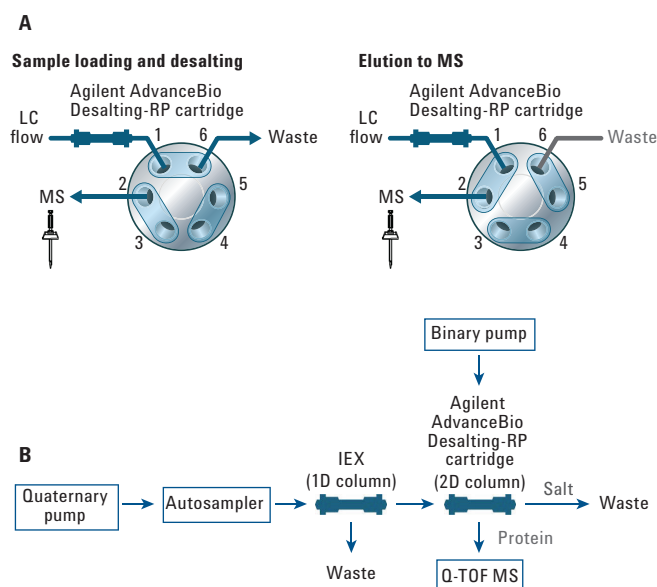 A
Sample loading and desalting
Agilent AdvanceBio
Desalting-RP cartridge
LC
flow
1
6
Waste
MS
2
5
3
4
Elution to MS
Agilent AdvanceBio
Desalting-RP cartridge
LC
flow
1
6
Waste
MS
2
5
3
4
B
Binary pump
Agilent
AdvanceBio
Desalting-RP
cartridge
(2D column)
IEX
(1D column)
Quaternary
pump
Autosampler
Salt
Waste
Waste
Protein
Q-TOF MS